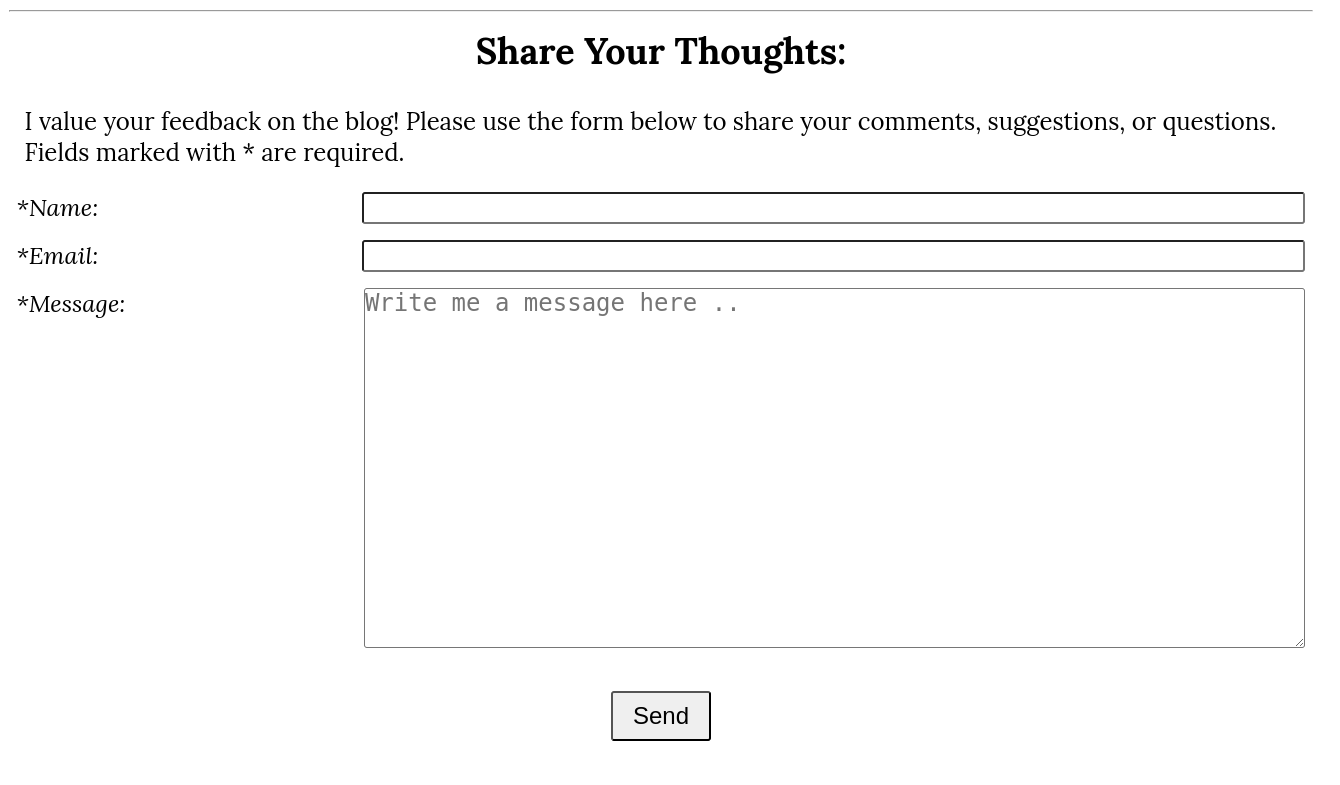 Share Your Thoughts:
I value your feedback on the blog! Please use the form below to share your comments, suggestions, or questions.
Fields marked with * are required.
*Name:
*Email:
*Message:
Write me a message here ..
Send